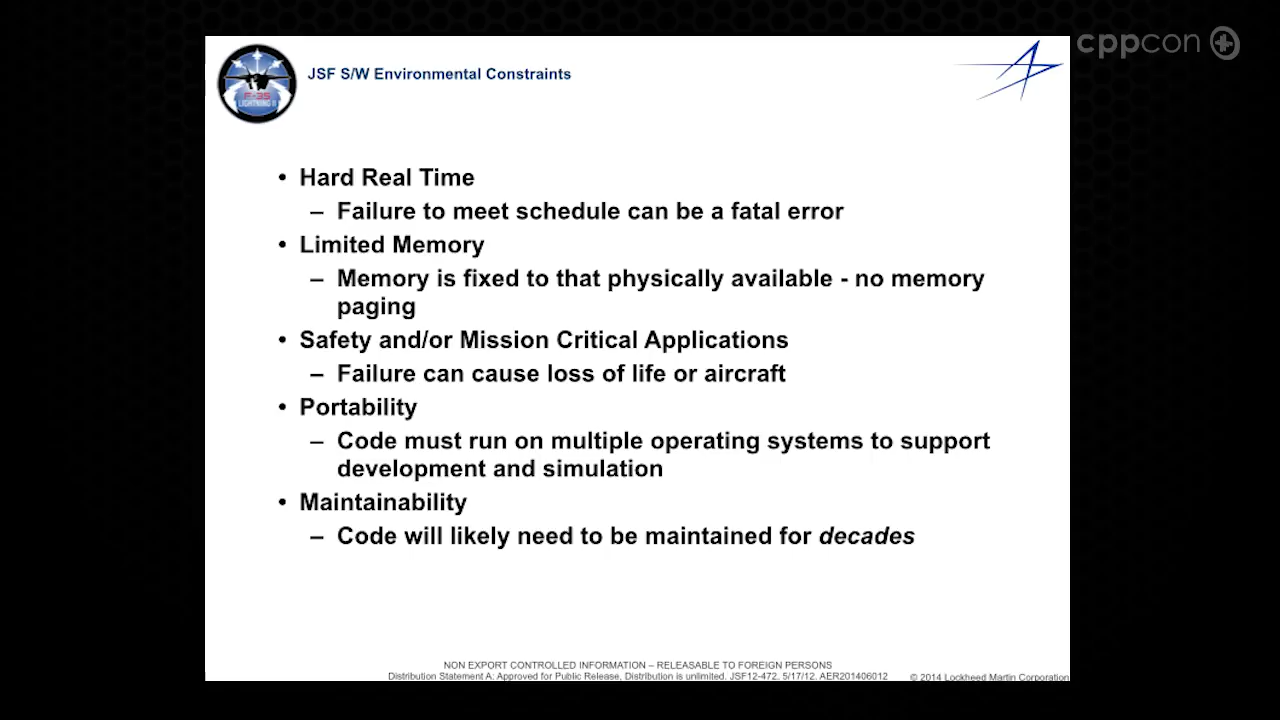 cppcon
JSF S/W Environmental Constraints
F-35
LIGHTNING II
• Hard Real Time
– Failure to meet schedule can be a fatal error
• Limited Memory
– Memory is fixed to that physically available - no memory
paging
• Safety and/or Mission Critical Applications
– Failure can cause loss of life or aircraft
• Portability
– Code must run on multiple operating systems to support
development and simulation
• Maintainability
– Code will likely need to be maintained for decades
NON EXPORT CONTROLLED INFORMATION – RELEASABLE TO FOREIGN PERSONS
Distribution Statement A: Approved for Public Release, Distribution is unlimited. JSF12-472, 5/17/12. AER201406012
© 2014 Lockheed Martin Corporation